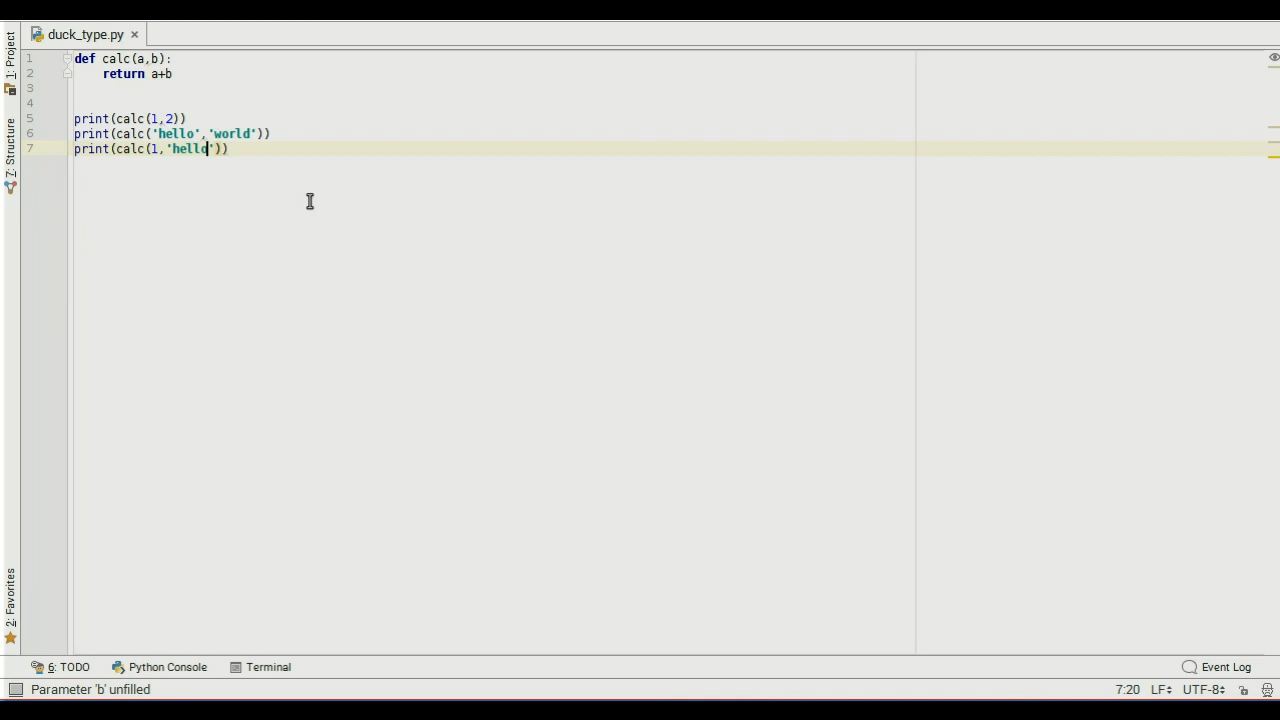 duck_type.py
1: Project
7: Structure
2: Favorites
1 def calc(a,b):
2 return a+b
3
4
5 print(calc(1,2))
6 print(calc('hello','world'))
7 print(calc(1,'hello'))
6: TODO Python Console Terminal Event Log
Parameter 'b' unfilled 7:20 LF UTF-8